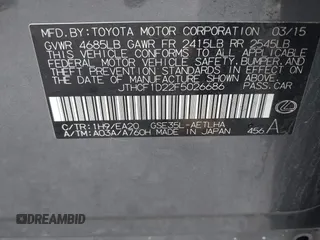 MFD. BY: TOYOTA MOTOR CORPORATION 03/15
GVWR 4685LB GAWR FR 2415LB RR 2545LB
THIS VEHICLE CONFORMS TO ALL APPLICABLE
FEDERAL MOTOR VEHICLE SAFETY, BUMPER,
AND THEFT PREVENTION STANDARDS IN EFFECT
ON THE DATE OF MANUFACTURE SHOWN ABOVE.
JTHCF1D22F5026686 PASS.CAR
C/TR: 1H9/EA20 GSE35L-AETLHA
A/TM: A03A/A760H MADE IN JAPAN 456 A
DREAMBID